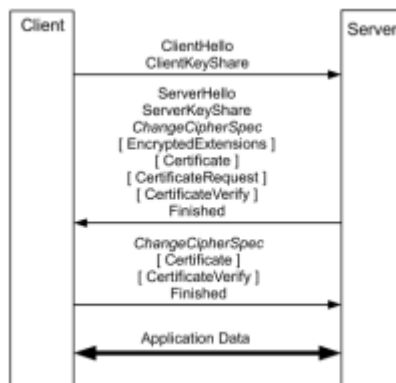 Client
Server
ClientHello
ClientKeyShare
ServerHello
ServerKeyShare
ChangeCipherSpec
[ EncryptedExtensions ]
[ Certificate ]
[ CertificateRequest ]
[ CertificateVerify ]
Finished
ChangeCipherSpec
[ Certificate ]
[ CertificateVerify ]
Finished
Application Data